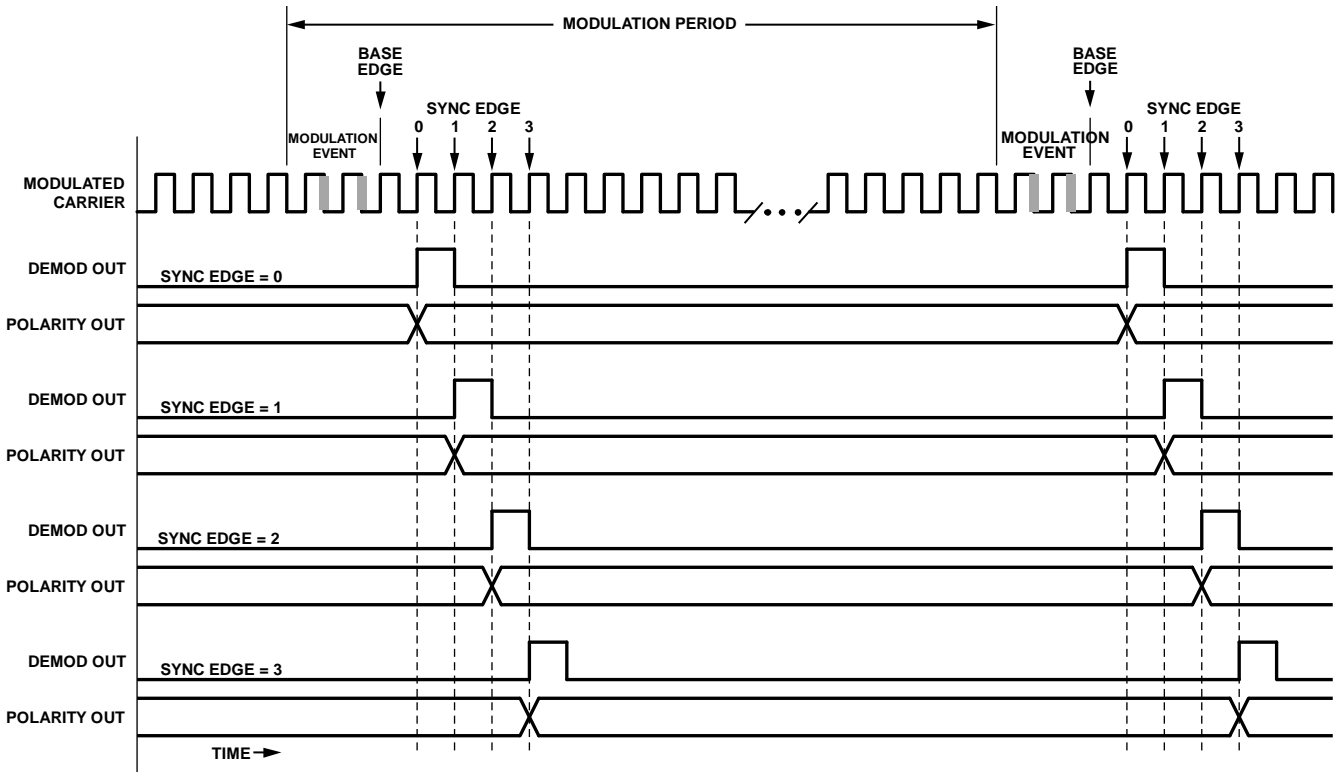 MODULATION PERIOD
BASE
EDGE
BASE
EDGE
SYNC EDGE
0 1 2 3
SYNC EDGE
0 1 2 3
MODULATION
EVENT
MODULATION
EVENT
MODULATED
CARRIER
DEMOD OUT
SYNC EDGE = 0
POLARITY OUT
DEMOD OUT
SYNC EDGE = 1
POLARITY OUT
DEMOD OUT
SYNC EDGE = 2
POLARITY OUT
DEMOD OUT
SYNC EDGE = 3
POLARITY OUT
TIME